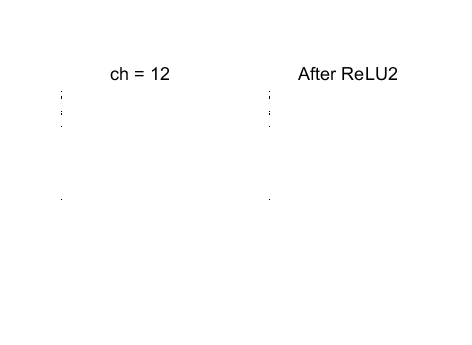 ch = 12
After ReLU2